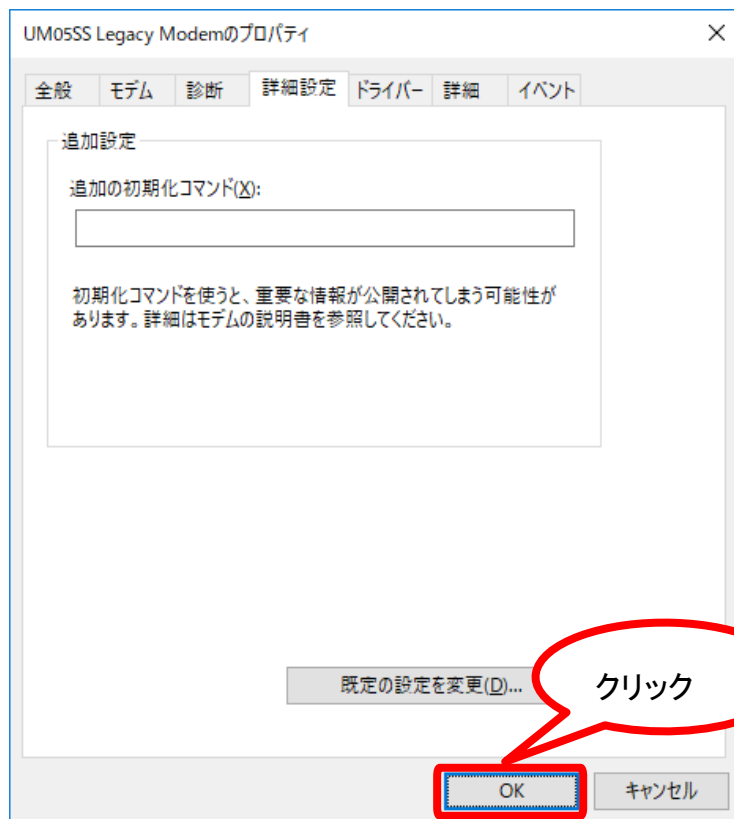 UM05SS Legacy Modemのプロパティ
全般 モデム 診断 詳細設定 ドライバー 詳細 イベント
追加設定
追加の初期化コマンド(X):
初期化コマンドを使うと、重要な情報が公開されてしまう可能性が
あります。詳細はモデムの説明書を参照してください。
既定の設定を変更(D)...
クリック
OK キャンセル